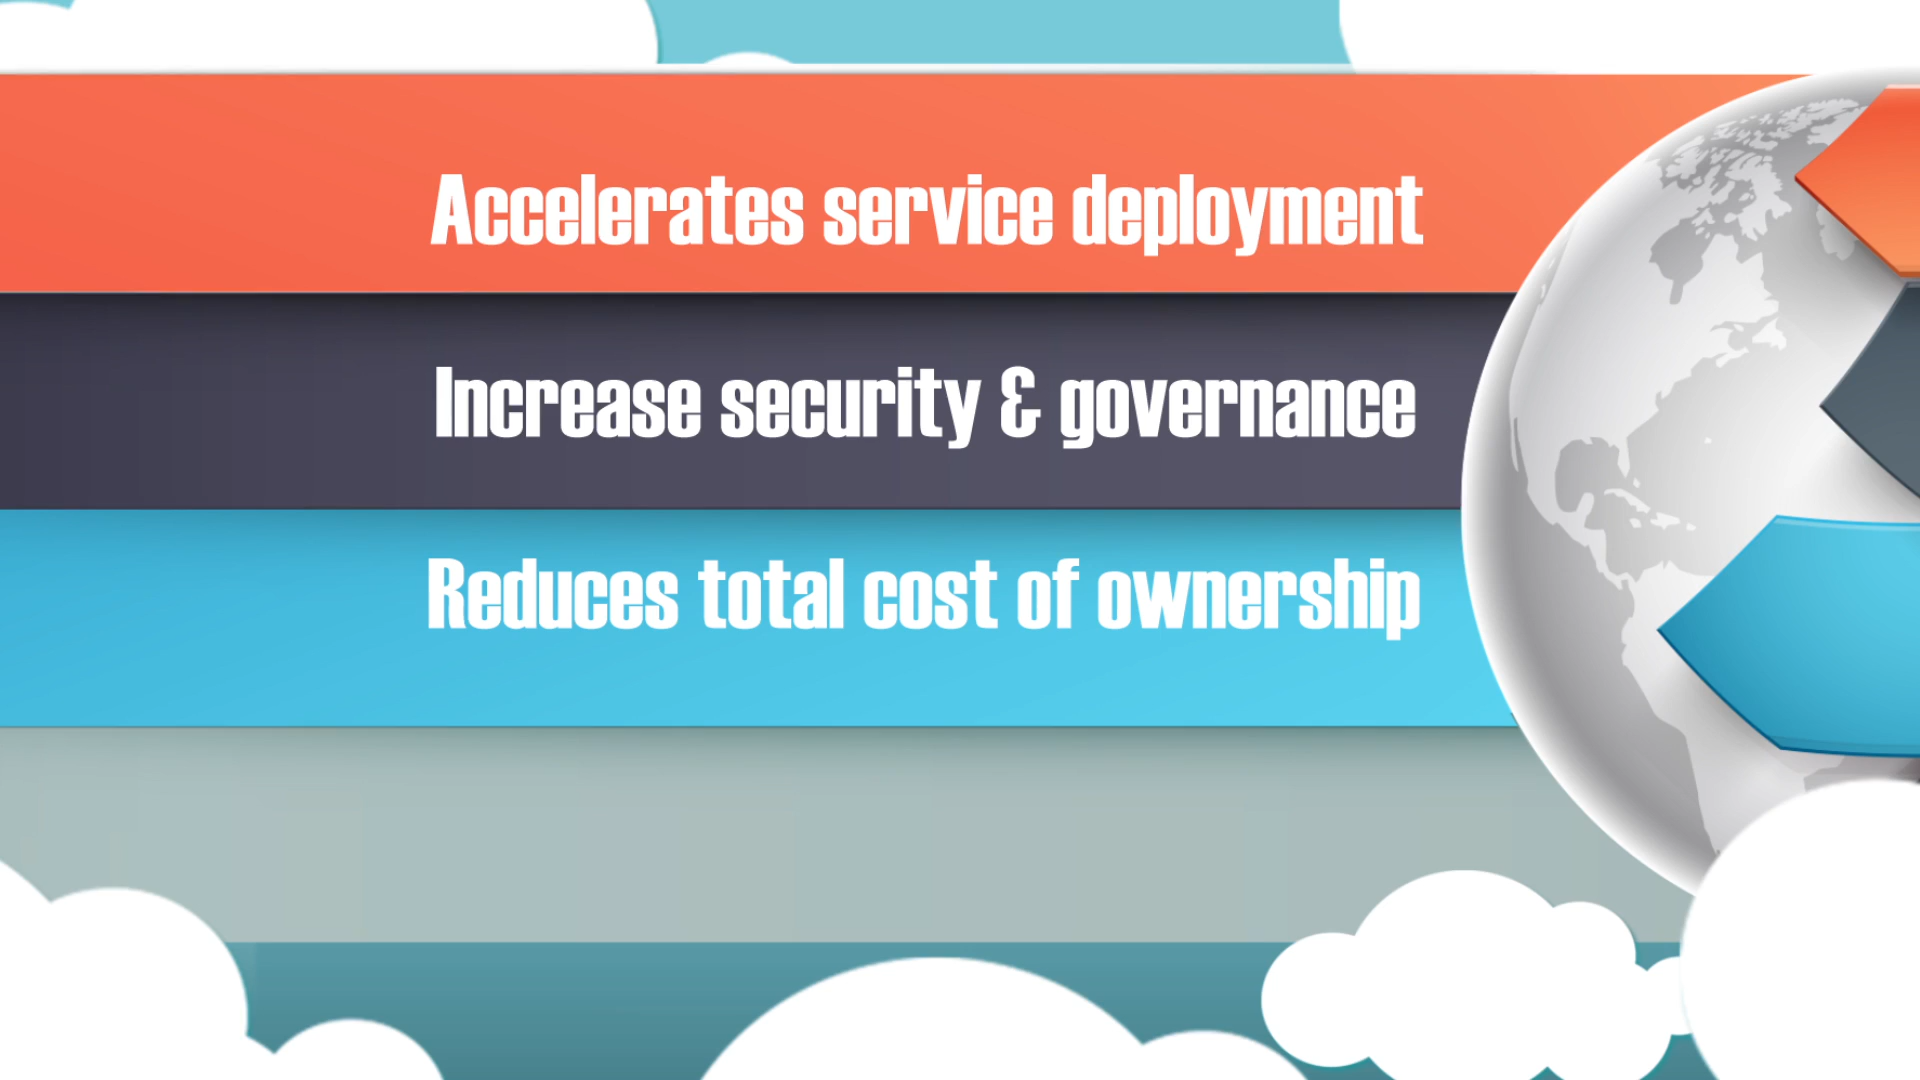 Accelerates service deployment
Increase security & governance
Reduces total cost of ownership